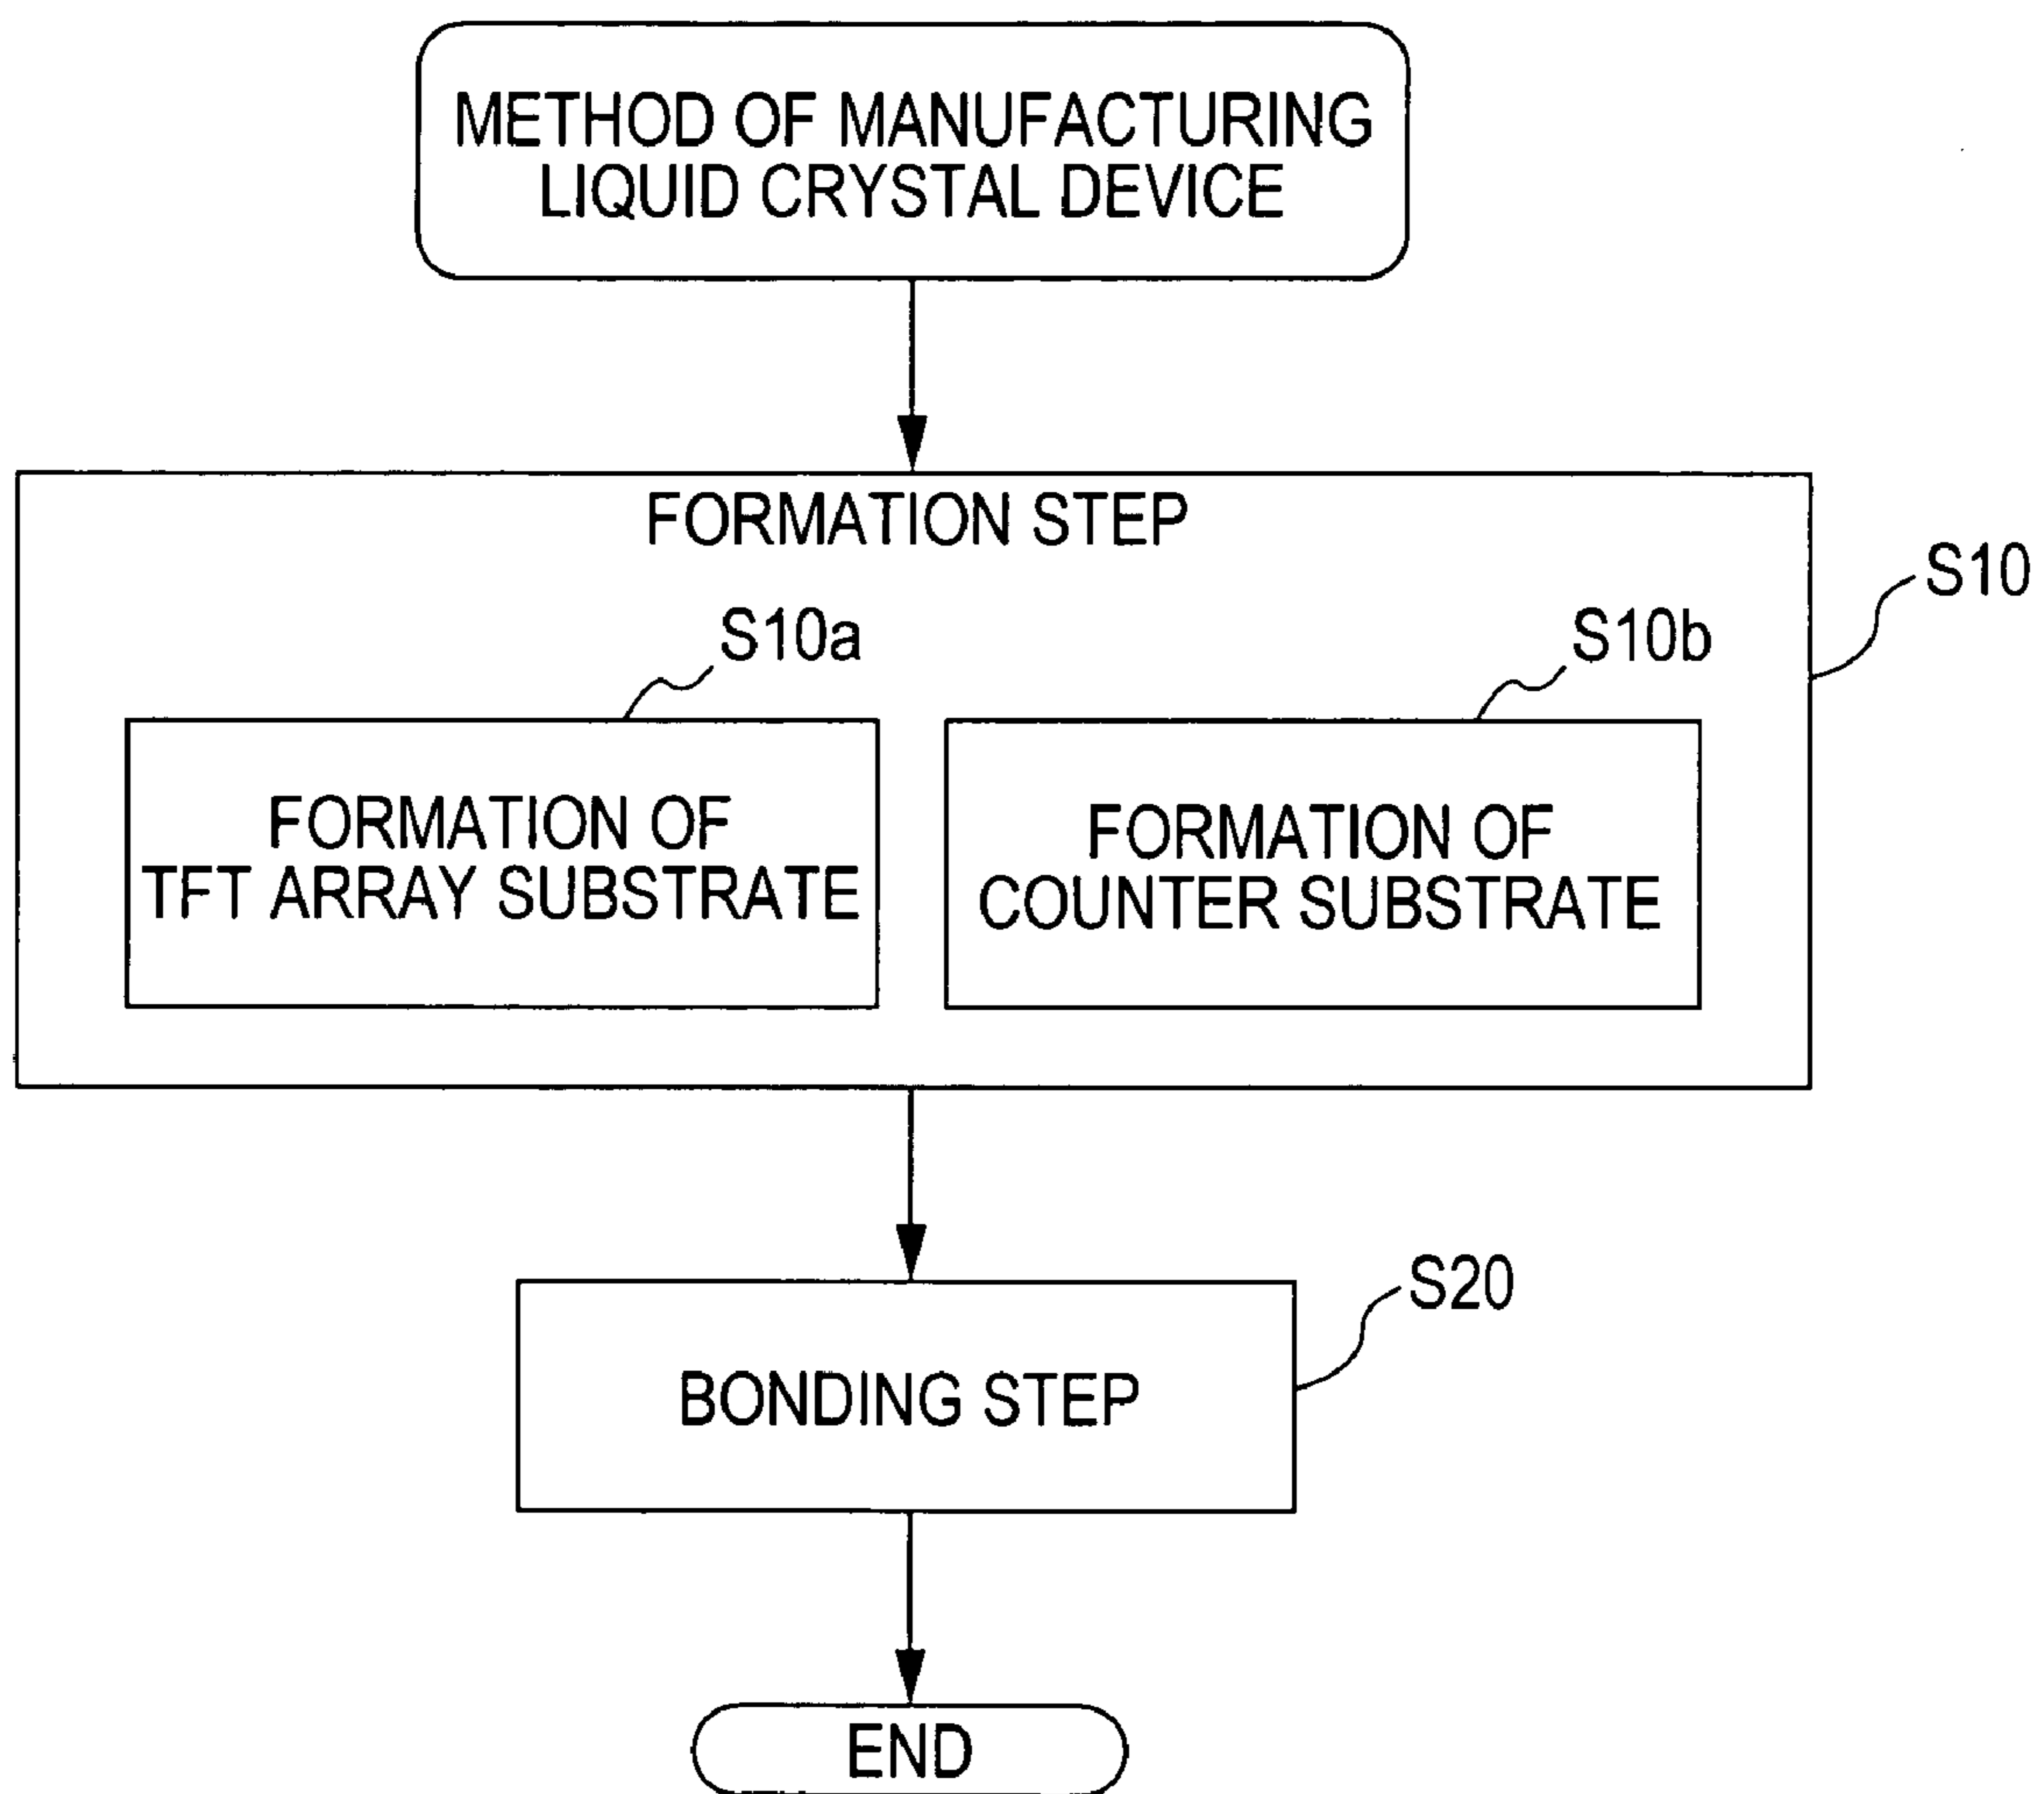 METHOD OF MANUFACTURING
LIQUID CRYSTAL DEVICE
FORMATION STEP
S10
S10a
S10b
FORMATION OF
TFT ARRAY SUBSTRATE
FORMATION OF
COUNTER SUBSTRATE
S20
BONDING STEP
END